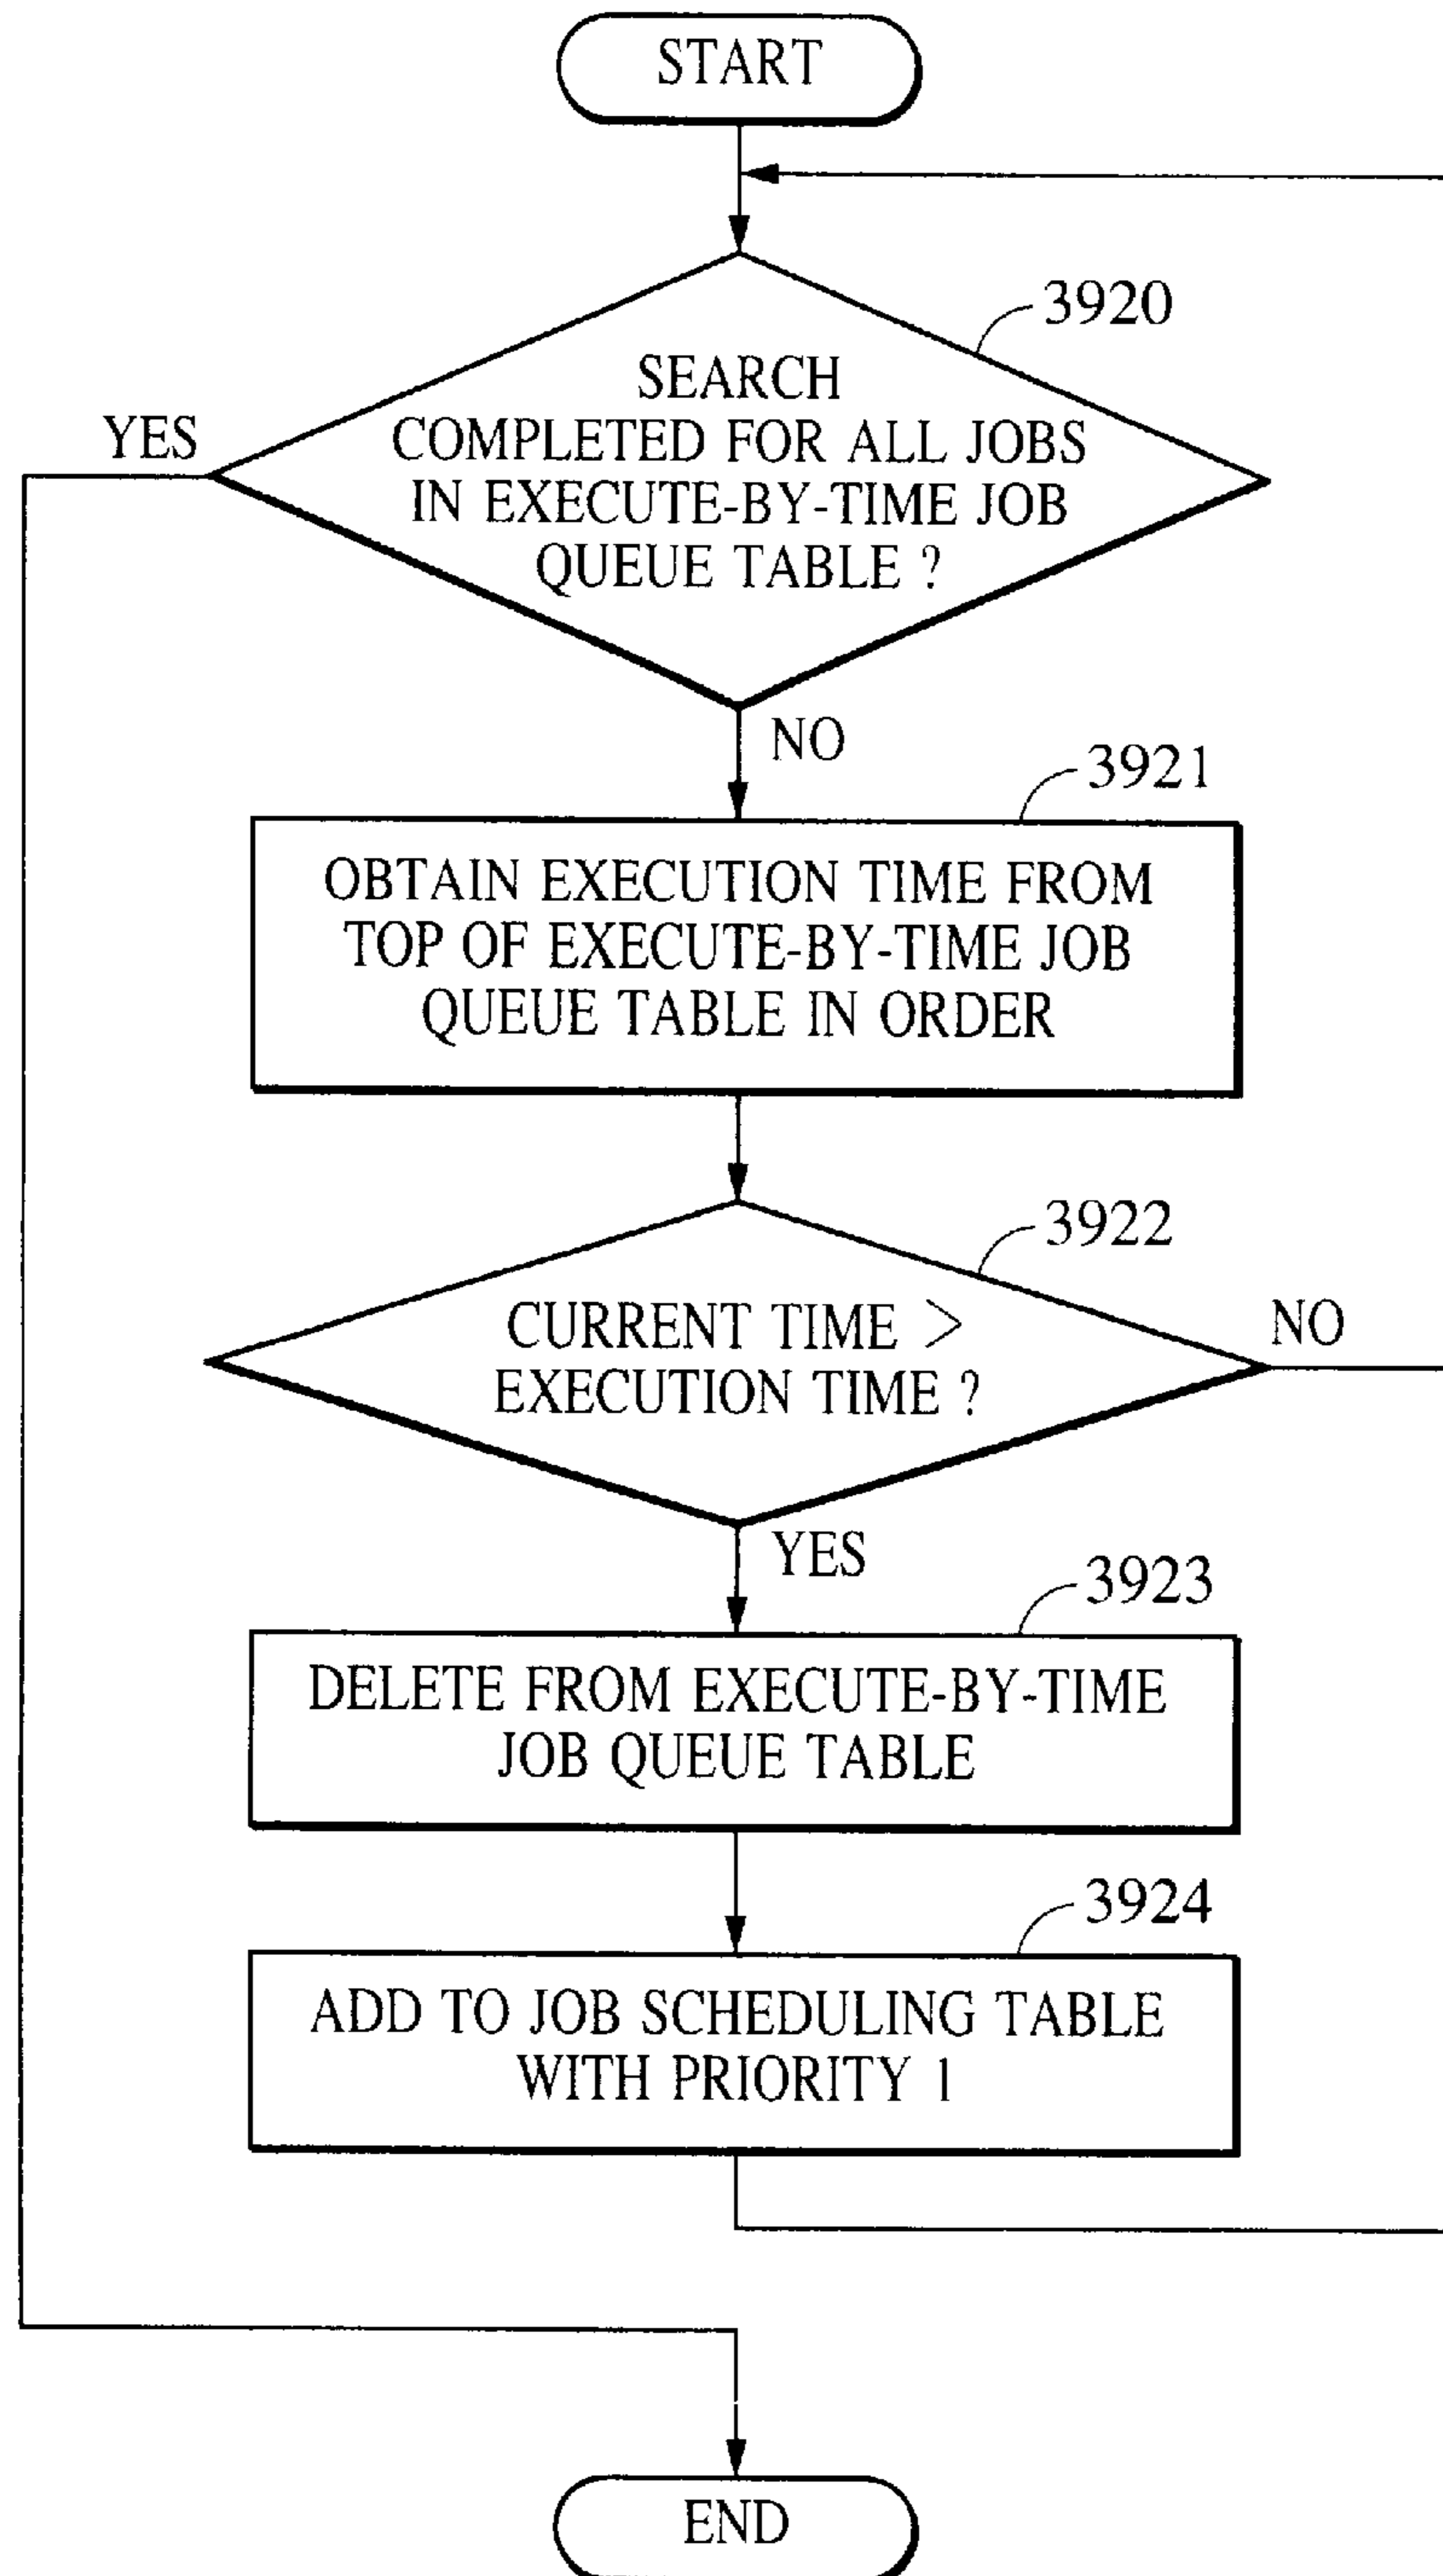 START
3920
SEARCH
COMPLETED FOR ALL JOBS
IN EXECUTE-BY-TIME JOB
QUEUE TABLE ?
YES
NO
3921
OBTAIN EXECUTION TIME FROM
TOP OF EXECUTE-BY-TIME JOB
QUEUE TABLE IN ORDER
3922
CURRENT TIME >
EXECUTION TIME ?
NO
YES
3923
DELETE FROM EXECUTE-BY-TIME
JOB QUEUE TABLE
3924
ADD TO JOB SCHEDULING TABLE
WITH PRIORITY 1
END